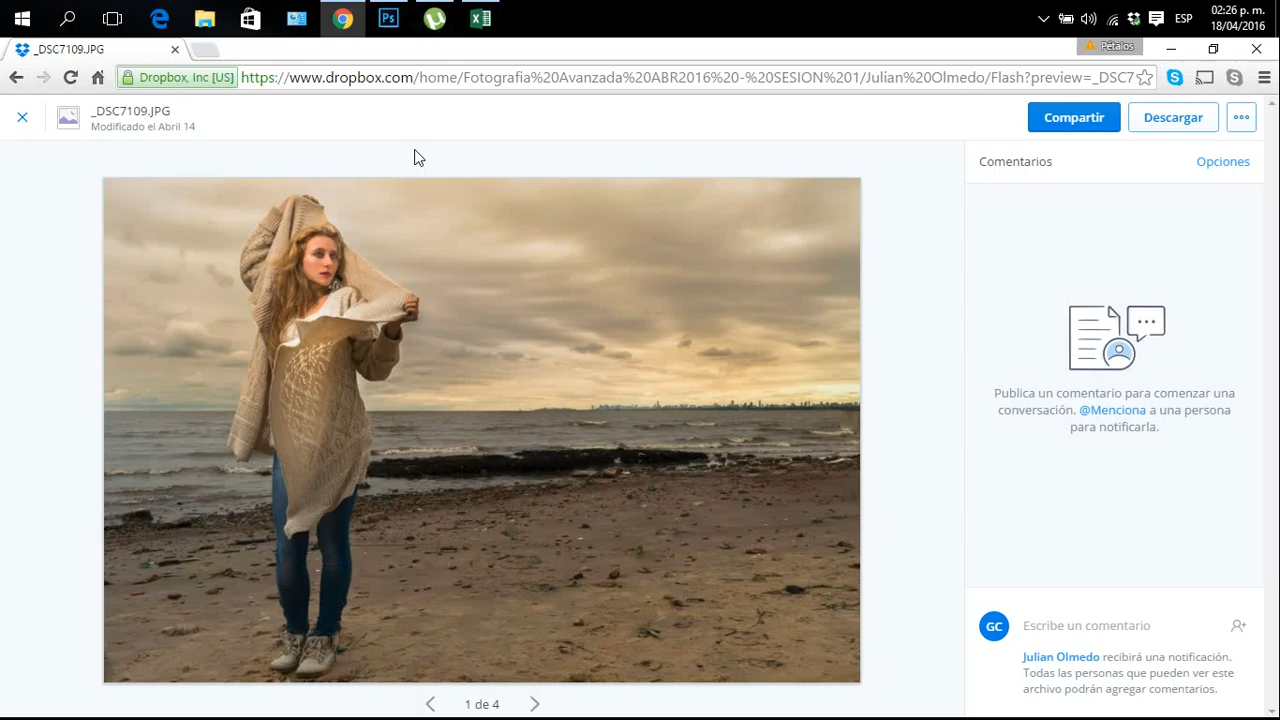 02:26 p. m.
ESP
18/04/2016
_DSC7109.JPG
Pétalos
Dropbox, Inc [US]
https://www.dropbox.com/home/Fotografia%20Avanzada%20ABR2016%20-%20SESION%201/Julian%20Olmedo/Flash?preview=_DSC7
_DSC7109.JPG
Modificado el Abril 14
Compartir
Descargar
Comentarios
Opciones
Publica un comentario para comenzar una
conversación. @Menciona a una persona
para notificarla.
GC
Escribe un comentario
Julian Olmedo recibirá una notificación.
Todas las personas que pueden ver este
archivo podrán agregar comentarios.
1 de 4